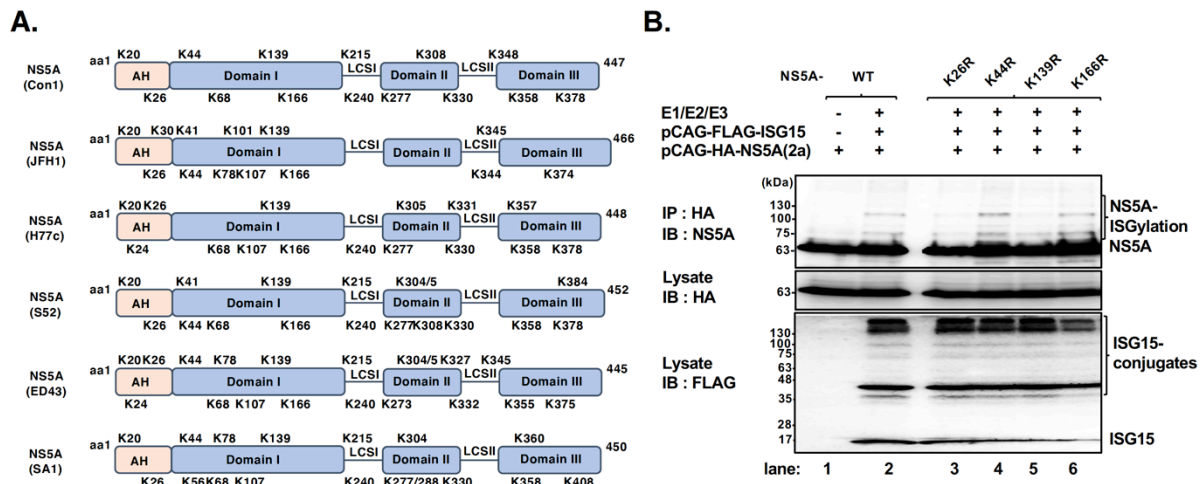 A.
NS5A
(Con1)
aa1
K20 K44 K139 K215 K308 K348
447
AH Domain I LCSI Domain II LCSII Domain III
K26 K68 K166 K240 K277 K330 K358 K378
NS5A
(JFH1)
aa1
K20 K30 K41 K101 K139 K345
466
AH Domain I LCSI Domain II LCSII Domain III
K26 K44 K78 K107 K166 K344 K374
NS5A
(H77c)
aa1
K20 K26 K139 K305 K331 K357
448
AH Domain I LCSI Domain II LCSII Domain III
K24 K68 K107 K166 K240 K277 K330 K358 K378
NS5A
(S52)
aa1
K20 K41 K139 K215 K304/5 K384
452
AH Domain I LCSI Domain II LCSII Domain III
K26 K44 K68 K166 K240 K277 K308 K330 K358 K378
NS5A
(ED43)
aa1
K20 K26 K44 K78 K139 K215 K304/5 K327 K345
445
AH Domain I LCSI Domain II LCSII Domain III
K24 K68 K107 K166 K240 K273 K332 K355 K375
NS5A
(SA1)
aa1
K20 K44 K78 K139 K215 K304 K360
450
AH Domain I LCSI Domain II LCSII Domain III
K26 K56 K68 K107 K240 K277/288 K330 K358 K408
B.
NS5A- WT K26R K44R K139R K166R
E1/E2/E3 - + + + + +
pCAG-FLAG-ISG15 - + + + + +
pCAG-HA-NS5A(2a) + + + + + +
(kDa)
IP : HA
IB : NS5A
130
100
75
63
NS5A-
ISGylation
NS5A
Lysate
IB : HA
63
Lysate
IB : FLAG
130
100
75
63
48
35
28
17
ISG15-
conjugates
ISG15
lane: 1 2 3 4 5 6